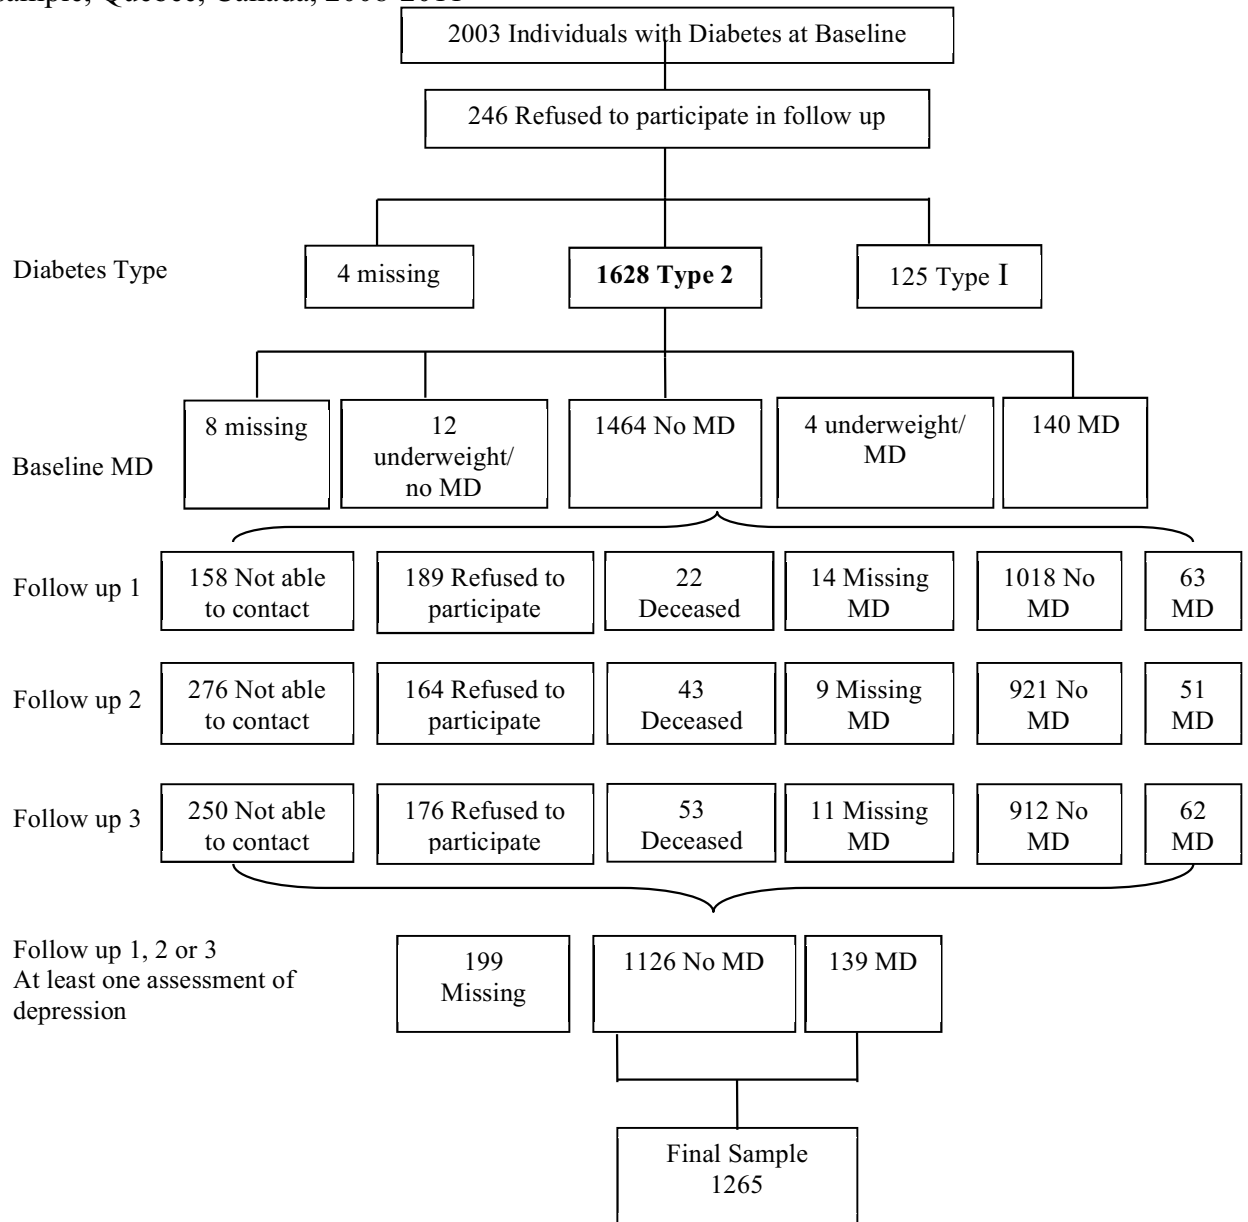 sample, Quebec, Canada, 2008-2011
2003 Individuals with Diabetes at Baseline
246 Refused to participate in follow up
Diabetes Type
4 missing
1628 Type 2
125 Type I
Baseline MD
8 missing
12
underweight/
no MD
1464 No MD
4 underweight/
MD
140 MD
Follow up 1
158 Not able
to contact
189 Refused to
participate
22
Deceased
14 Missing
MD
1018 No
MD
63
MD
Follow up 2
276 Not able
to contact
164 Refused to
participate
43
Deceased
9 Missing
MD
921 No
MD
51
MD
Follow up 3
250 Not able
to contact
176 Refused to
participate
53
Deceased
11 Missing
MD
912 No
MD
62
MD
Follow up 1, 2 or 3
At least one assessment of
depression
199
Missing
1126 No MD
139 MD
Final Sample
1265